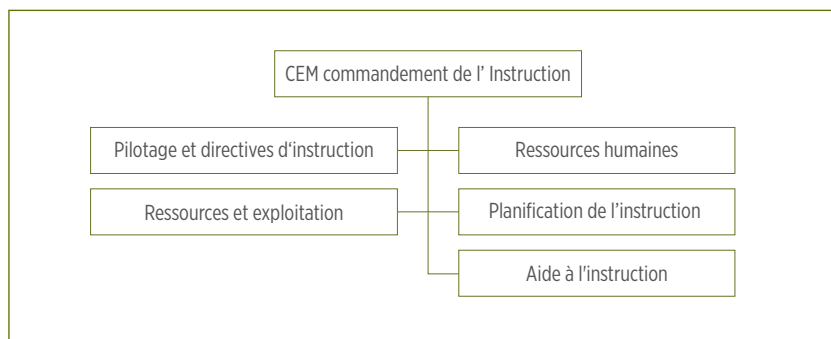 CEM commandement de l’ Instruction
Pilotage et directives d‘instruction
Ressources humaines
Ressources et exploitation
Planification de l’instruction
Aide à l'instruction